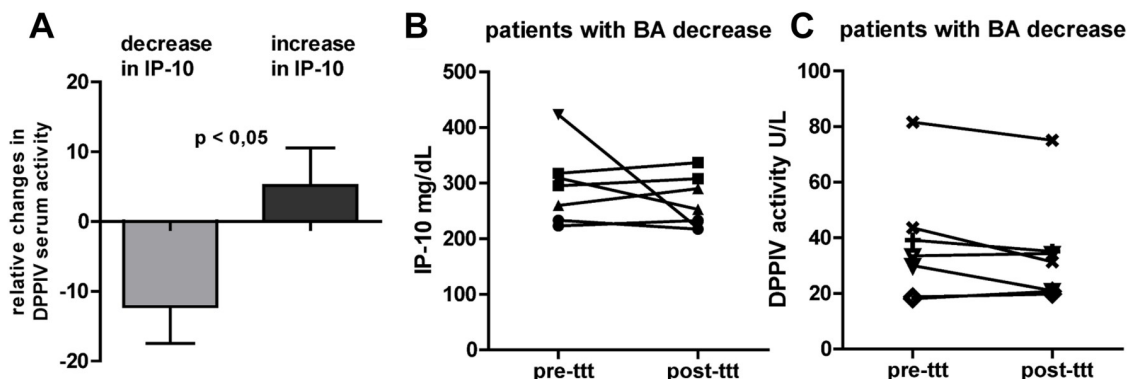 A
decrease
in IP-10
increase
in IP-10
p < 0,05
relative changes in
DPPIV serum activity
20
10
0
-10
-20
B
patients with BA decrease
IP-10 mg/dL
500
400
300
200
100
0
pre-ttt
post-ttt
C
patients with BA decrease
DPPIV activity U/L
100
80
60
40
20
0
pre-ttt
post-ttt